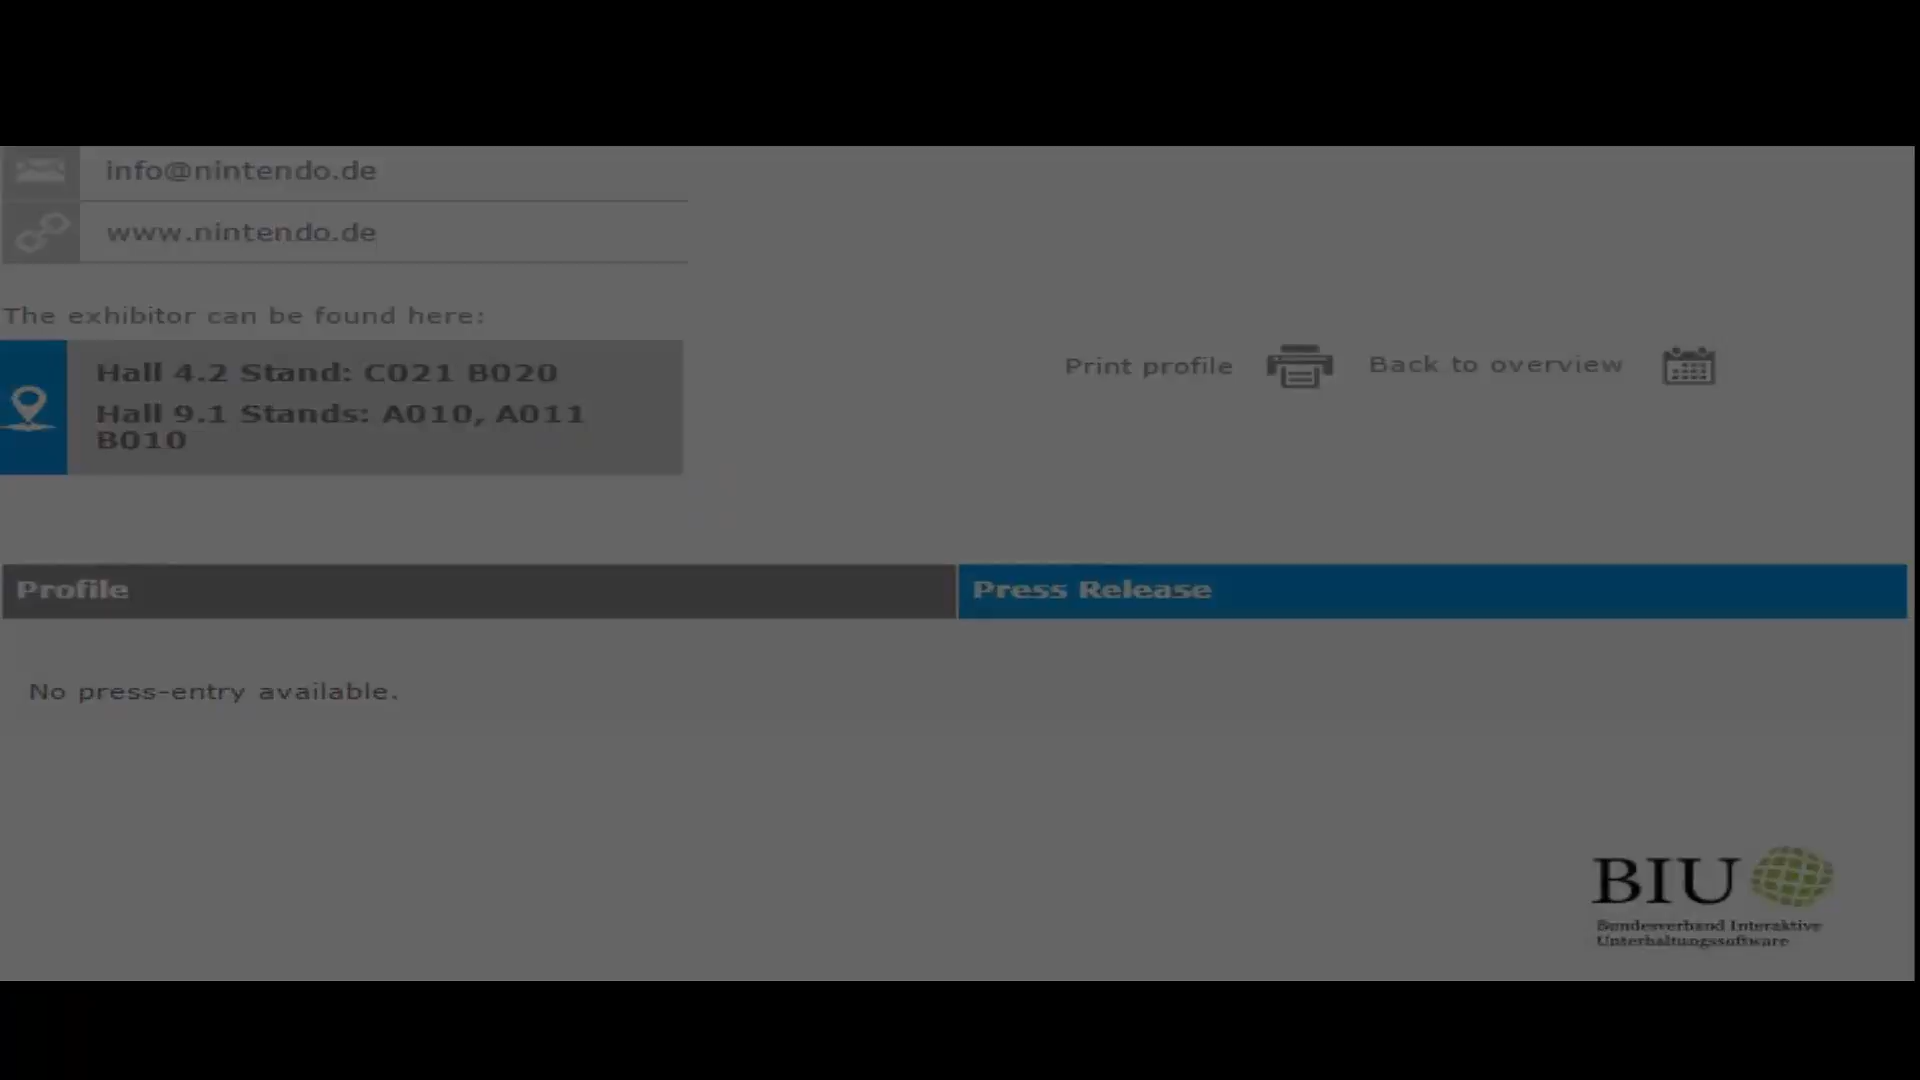 info@nintendo.de
www.nintendo.de
The exhibitor can be found here:
Hall 4.2 Stand: C021 B020
Hall 9.1 Stands: A010, A011
B010
Print profile
Back to overview
Profile
Press Release
No press-entry available.
BIU
Bundesverband Interaktive
Unterhaltungssoftware